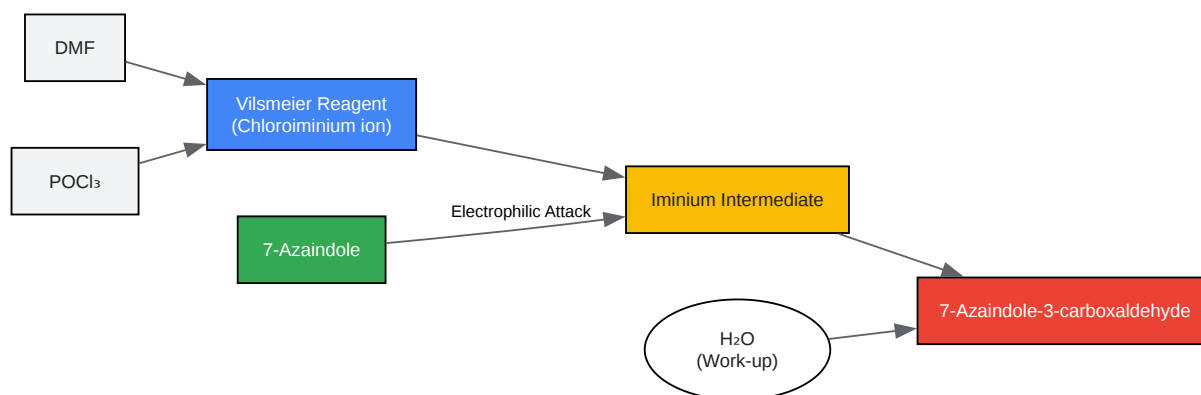 DMF
Vilsmeier Reagent
(Chloroiminium ion)
POCl₃
Electrophilic Attack
7-Azaindole
Iminium Intermediate
7-Azaindole-3-carboxaldehyde
H₂O
(Work-up)